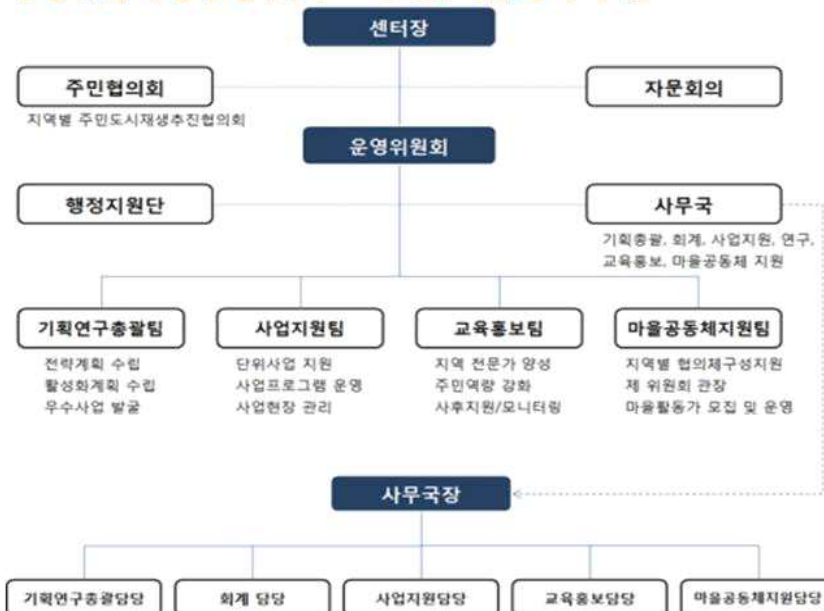 센터장
주민협의회
자문회의
지역별 주민도시재생추진협의회
운영위원회
행정지원단
사무국
기획총괄, 회계, 사업지원, 연구,
교육홍보, 마을공동체 지원
기획연구총괄팀
사업지원팀
교육홍보팀
마을공동체지원팀
전략계획 수립
활성화계획 수립
우수사업 발굴
단위사업 지원
사업프로그램 운영
사업현장 관리
지역 전문가 양성
주민역량 강화
사후지원/모니터링
지역별 협의체구성지원
제 위원회 관장
마을활동가 모집 및 운영
사무국장
기획연구총괄담당
회계 담당
사업지원담당
교육홍보담당
마을공동체지원담당